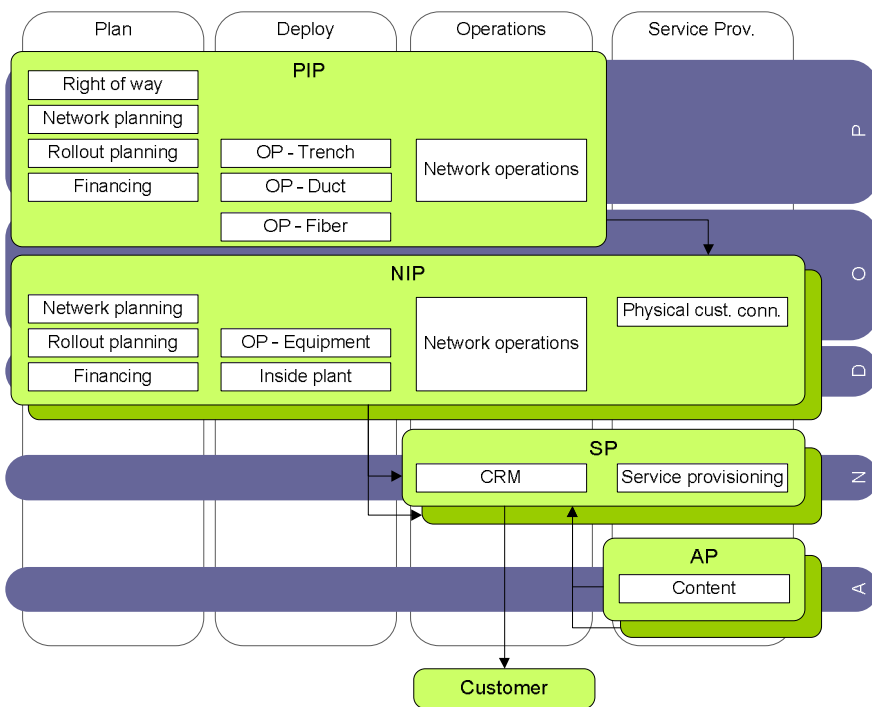 Plan
Deploy
Operations
Service Prov.
PIP
Right of way
Network planning
Rollout planning
OP - Trench
Network operations
Financing
OP - Duct
OP - Fiber
P
NIP
O
Netwerk planning
Physical cust. conn.
Rollout planning
OP - Equipment
Network operations
Financing
Inside plant
D
SP
CRM
Service provisioning
N
AP
Content
A
Customer